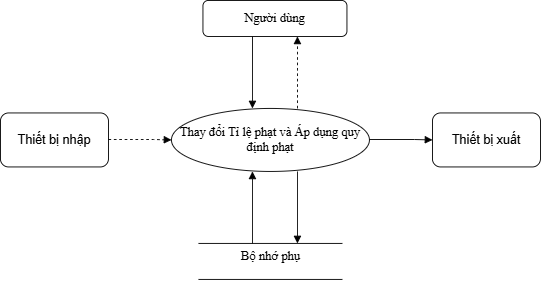 Người dùng
Thiết bị nhập
Thay đổi Tỉ lệ phạt và Áp dụng quy
định phạt
Thiết bị xuất
Bộ nhớ phụ